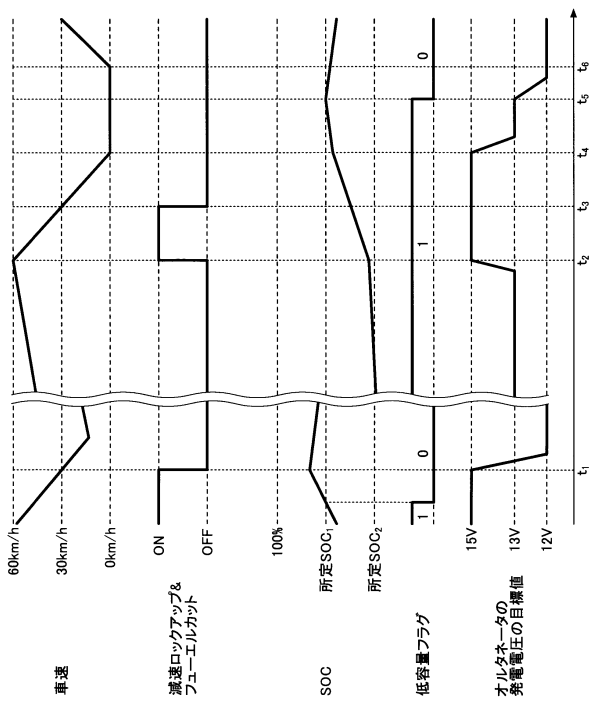 車速
60km/h
30km/h
0km/h
減速ロックアップ&
フューエルカット
ON
OFF
SOC
100%
所定SOC1
所定SOC2
低容量フラグ
1
0
1
0
オルタネータの
発電電圧の目標値
15V
13V
12V
t1
t2
t3
t4
t5
t6